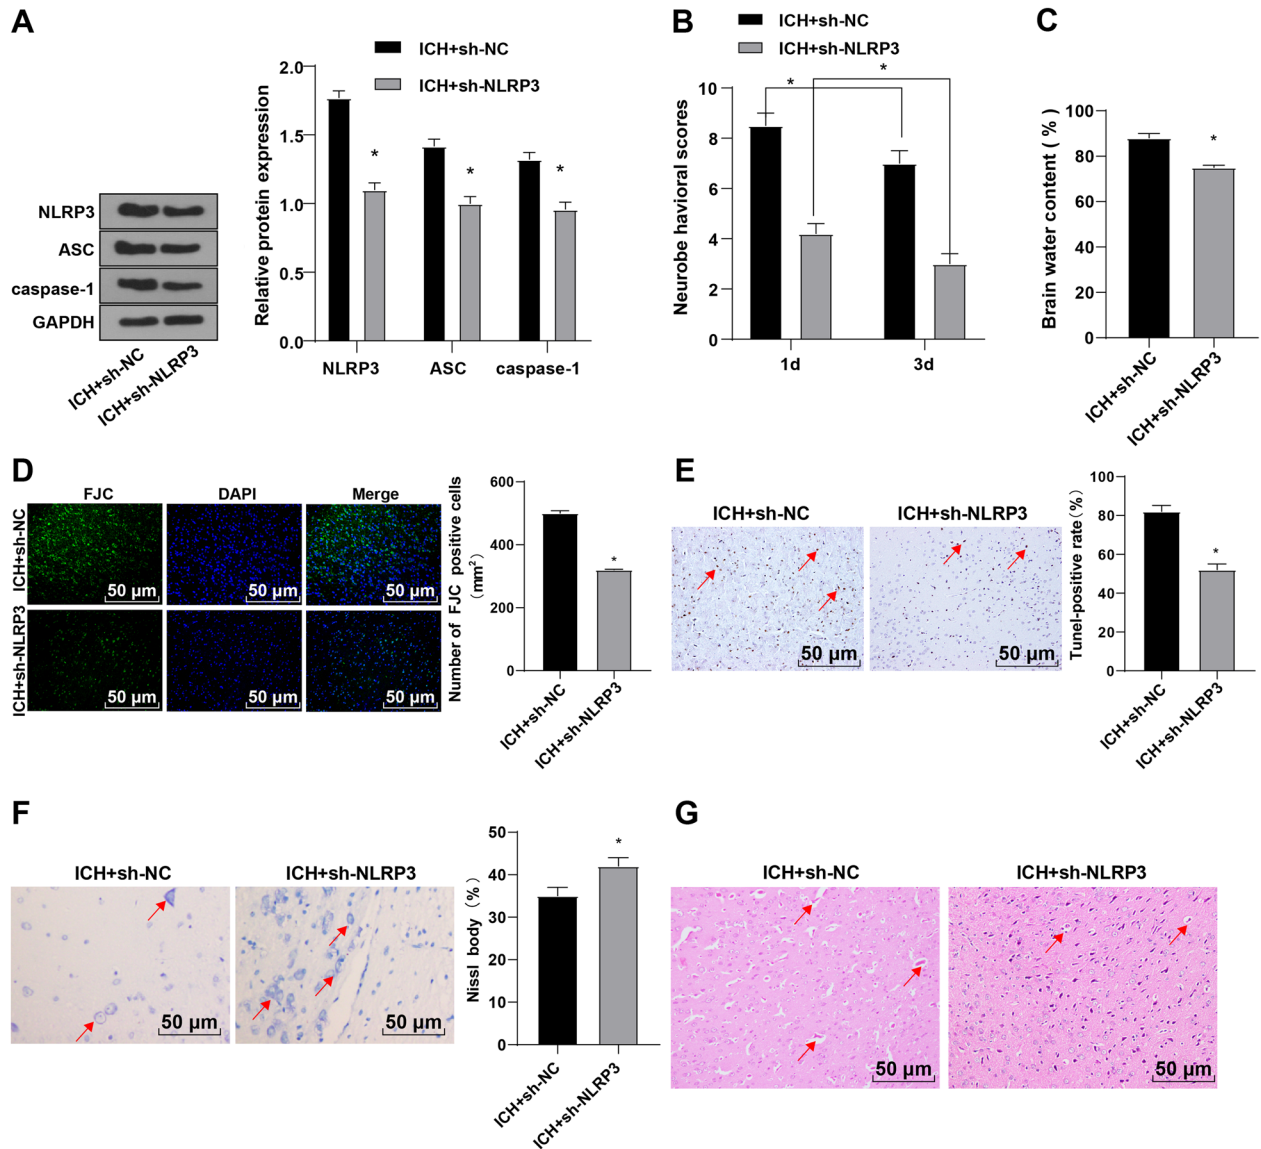 A
ICH+sh-NC
ICH+sh-NLRP3
Relative protein expression
2.0
1.5
1.0
0.5
0.0
*
*
*
NLRP3
ASC
caspase-1
NLRP3
ASC
caspase-1
GAPDH
ICH+sh-NC
ICH+sh-NLRP3
B
ICH+sh-NC
ICH+sh-NLRP3
Neurobe havioral scores
10
8
6
4
2
0
*
*
1d
3d
C
Brain water content ( % )
100
80
60
40
20
0
*
ICH+sh-NC
ICH+sh-NLRP3
D
FJC
DAPI
Merge
ICH+sh-NC
50 μm
50 μm
50 μm
ICH+sh-NLRP3
50 μm
50 μm
50 μm
Number of FJC positive cells
(mm²)
600
400
200
0
*
ICH+sh-NC
ICH+sh-NLRP3
E
ICH+sh-NC
ICH+sh-NLRP3
50 μm
50 μm
Tunel-positive rate (%)
100
80
60
40
20
0
*
ICH+sh-NC
ICH+sh-NLRP3
F
ICH+sh-NC
ICH+sh-NLRP3
50 μm
50 μm
Nissl body (%)
50
40
30
20
10
0
*
ICH+sh-NC
ICH+sh-NLRP3
G
ICH+sh-NC
ICH+sh-NLRP3
50 μm
50 μm